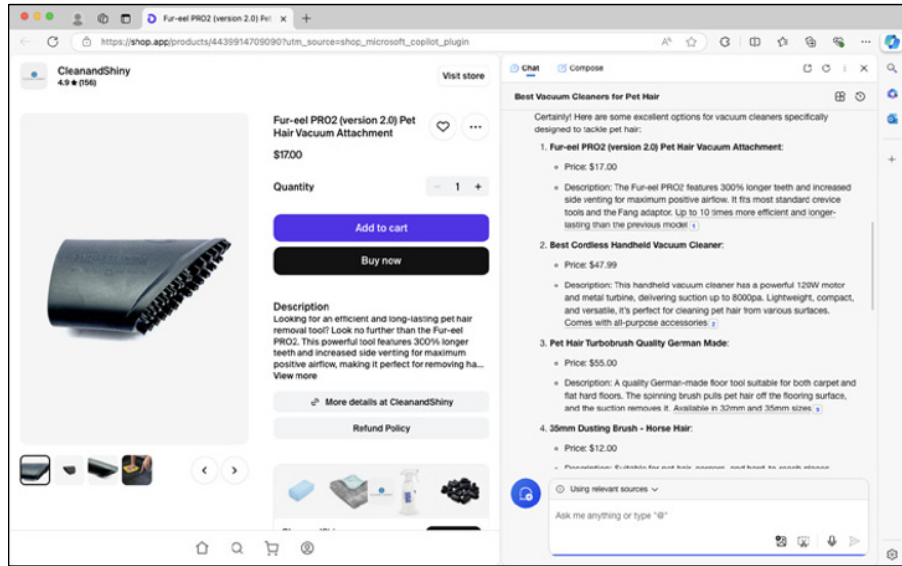 Fur-eel PRO2 (version 2.0) Pet
https://shop.app/products/4439914709090?utm_source=shop_microsoft_copilot_plugin
CleanandShiny
4.9 ★ (156)
Visit store
Fur-eel PRO2 (version 2.0) Pet
Hair Vacuum Attachment
$17.00
Quantity
− 1 +
Add to cart
Buy now
Description
Looking for an efficient and long-lasting pet hair
removal tool? Look no further than the Fur-eel
PRO2. This powerful tool features 300% longer
teeth and increased side venting for maximum
positive airflow, making it perfect for removing ha...
View more
More details at CleanandShiny
Refund Policy
Chat
Compose
Best Vacuum Cleaners for Pet Hair
Certainly! Here are some excellent options for vacuum cleaners specifically
designed to tackle pet hair:
1. Fur-eel PRO2 (version 2.0) Pet Hair Vacuum Attachment:
Price: $17.00
Description: The Fur-eel PRO2 features 300% longer teeth and increased
side venting for maximum positive airflow. It fits most standard crevice
tools and the Fang adaptor. Up to 10 times more efficient and longer-
lasting than the previous model 1
2. Best Cordless Handheld Vacuum Cleaner:
Price: $47.99
Description: This handheld vacuum cleaner has a powerful 120W motor
and metal turbine, delivering suction up to 8000pa. Lightweight, compact,
and versatile, it's perfect for cleaning pet hair from various surfaces.
Comes with all-purpose accessories 2
3. Pet Hair Turbobrush Quality German Made:
Price: $55.00
Description: A quality German-made floor tool suitable for both carpet and
flat hard floors. The spinning brush pulls pet hair off the flooring surface,
and the suction removes it. Available in 32mm and 35mm sizes 3
4. 35mm Dusting Brush - Horse Hair:
Price: $12.00
Description: Suitable for pet hair, corners, and hard-to-reach places
Using relevant sources
Ask me anything or type "@"